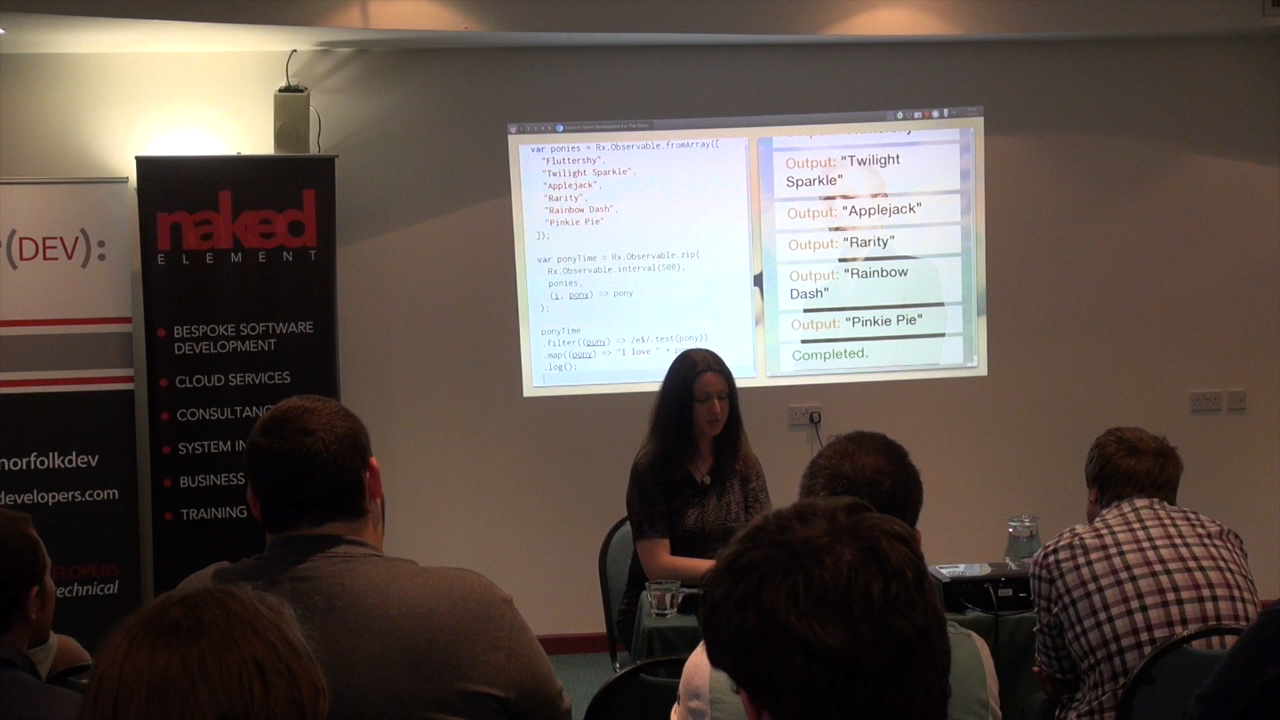 (DEV):
norfolkdev
developers.com
technical
naked
ELEMENT
BESPOKE SOFTWARE
DEVELOPMENT
CLOUD SERVICES
CONSULTANC
SYSTEM IN
BUSINESS
TRAINING
var ponies = Rx.Observable.fromArray([
"Fluttershy",
"Twilight Sparkle",
"Applejack",
"Rarity",
"Rainbow Dash",
"Pinkie Pie"
]);
var ponyTime = Rx.Observable.zip(
Rx.Observable.interval(500),
ponies,
(i, pony) => pony
);
ponyTime
.filter((pony) => /e$/.test(pony))
.map((pony) => "I love " + pon
.log();
Output: "Twilight
Sparkle"
Output: "Applejack"
Output: "Rarity"
Output: "Rainbow
Dash"
Output: "Pinkie Pie"
Completed.